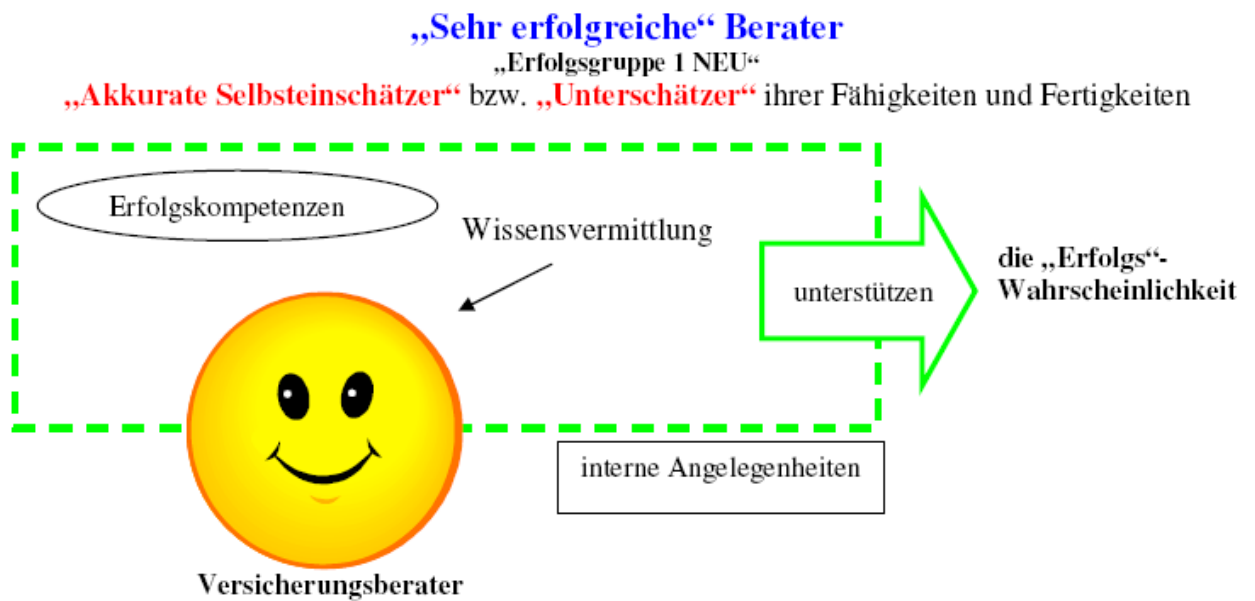 „Sehr erfolgreiche“ Berater
„Erfolgsgruppe 1 NEU“
„Akkurate Selbsteinschätzer“ bzw. „Unterschätzer“ ihrer Fähigkeiten und Fertigkeiten
Erfolgskompetenzen
Wissensvermittlung
unterstützen
die „Erfolgs“-
Wahrscheinlichkeit
interne Angelegenheiten
Versicherungsberater